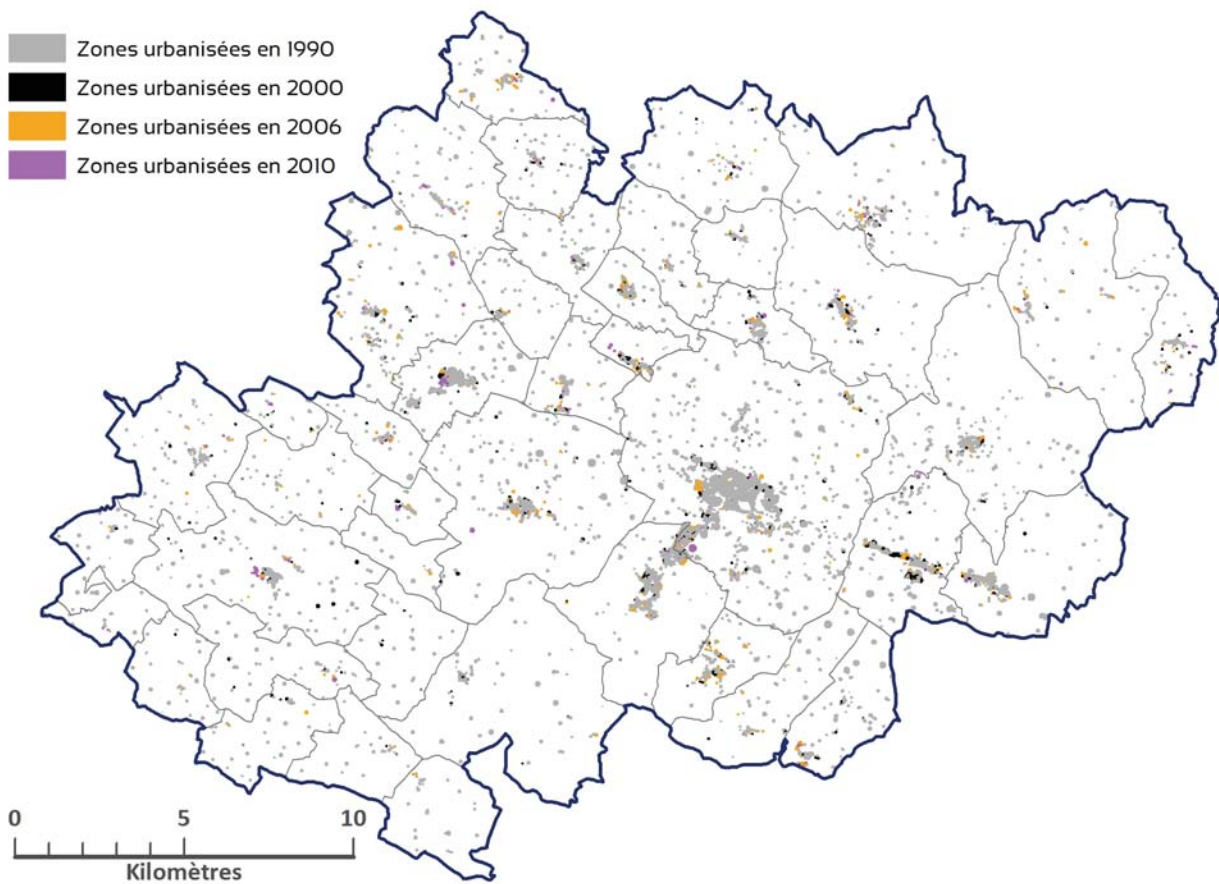 Zones urbanisées en 1990
Zones urbanisées en 2000
Zones urbanisées en 2006
Zones urbanisées en 2010
0 5 10
Kilomètres